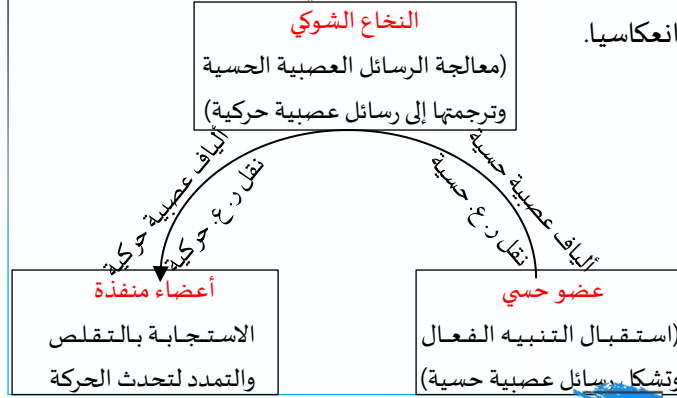 انعكاسيا.
النخاع الشوكي
(معالجة الرسائل العصبية الحسية
وترجمتها إلى رسائل عصبية حركية)
ألياف عصبية حسية
نقل ر. ع. حسية
ألياف عصبية حركية
نقل ر. ع. حركية
عضو حسي
(استقبال التنبيه الفعال
وتشكل رسائل عصبية حسية)
أعضاء منفذة
الاستجابة بالتقلص
والتمدد لتحدث الحركة